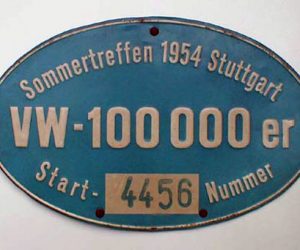 Sommertreffen 1954 Stuttgart
VW-100 000 er
Start- 4456 Nummer